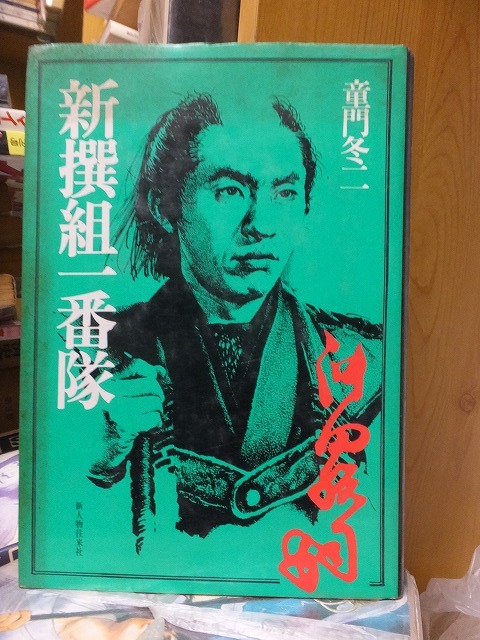 童門冬二
新撰組一番隊
新人物往来社